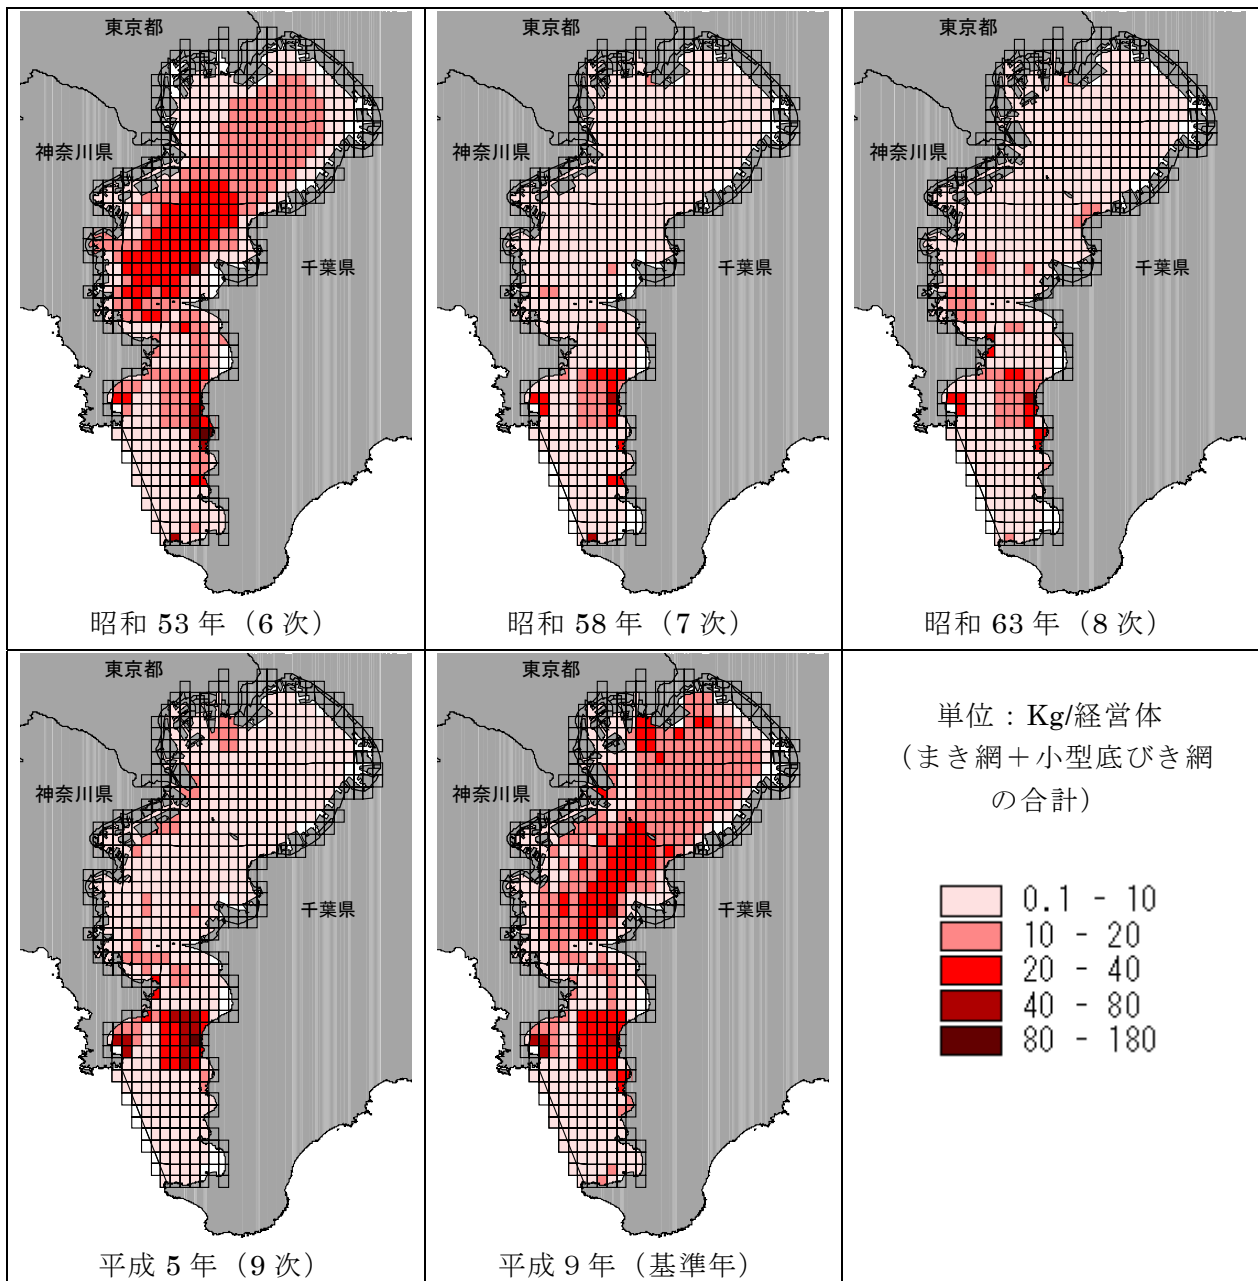 東京都
神奈川県
千葉県
昭和 53 年（6 次）
東京都
神奈川県
千葉県
昭和 58 年（7 次）
東京都
神奈川県
千葉県
昭和 63 年（8 次）
東京都
神奈川県
千葉県
平成 5 年（9 次）
東京都
神奈川県
千葉県
平成 9 年（基準年）
単位：Kg/経営体
（まき網＋小型底びき網
の合計）
0.1 - 10
10 - 20
20 - 40
40 - 80
80 - 180